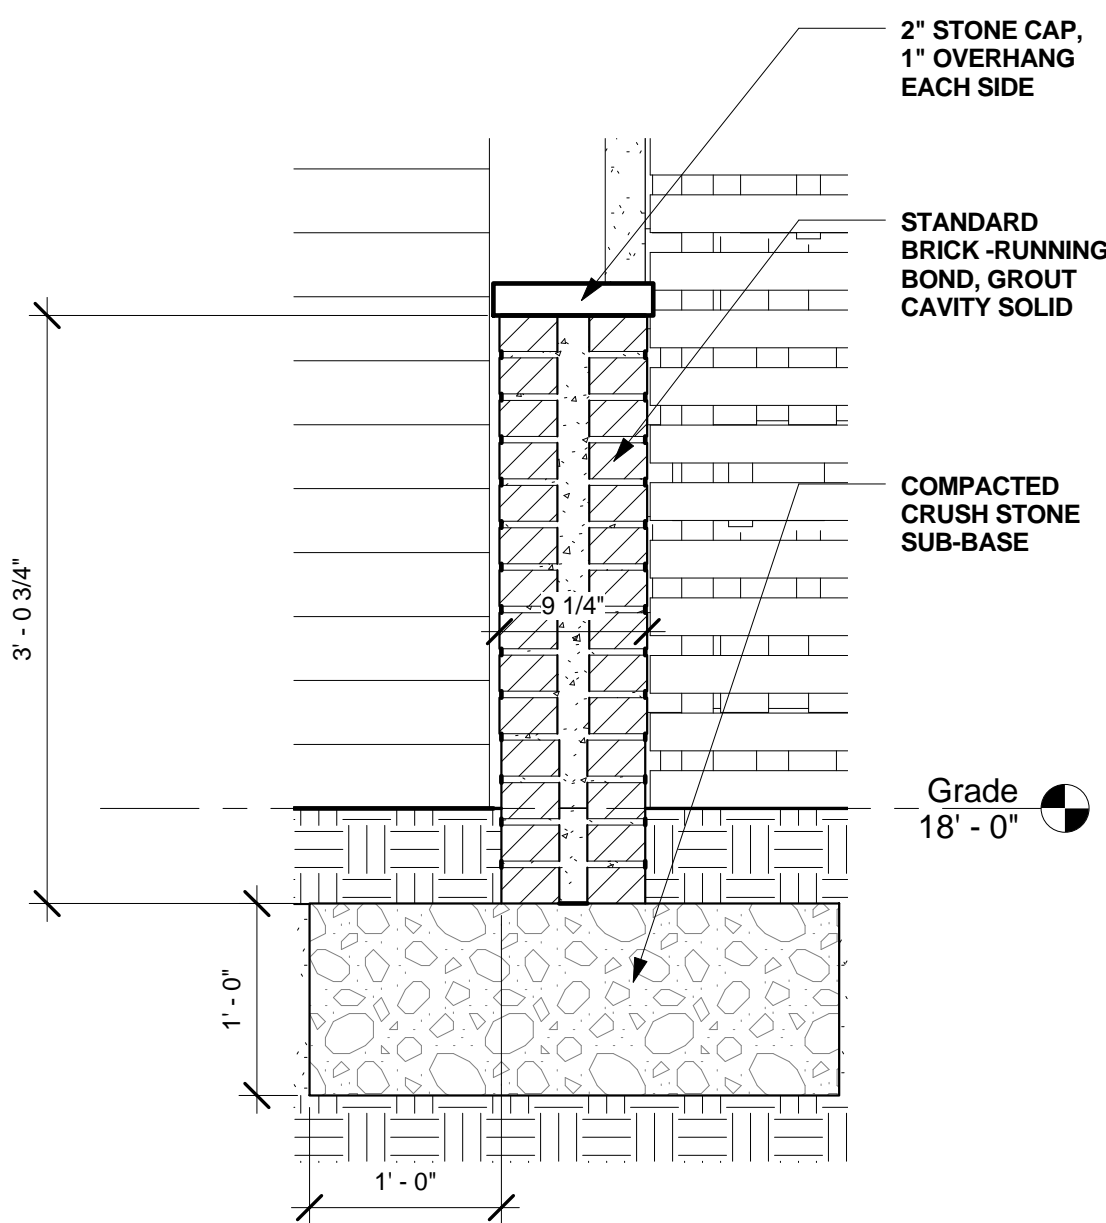 2" STONE CAP,
1" OVERHANG
EACH SIDE
STANDARD
BRICK -RUNNING
BOND, GROUT
CAVITY SOLID
COMPACTED
CRUSH STONE
SUB-BASE
3' - 0 3/4"
9 1/4"
Grade
18' - 0"
1' - 0"
1' - 0"